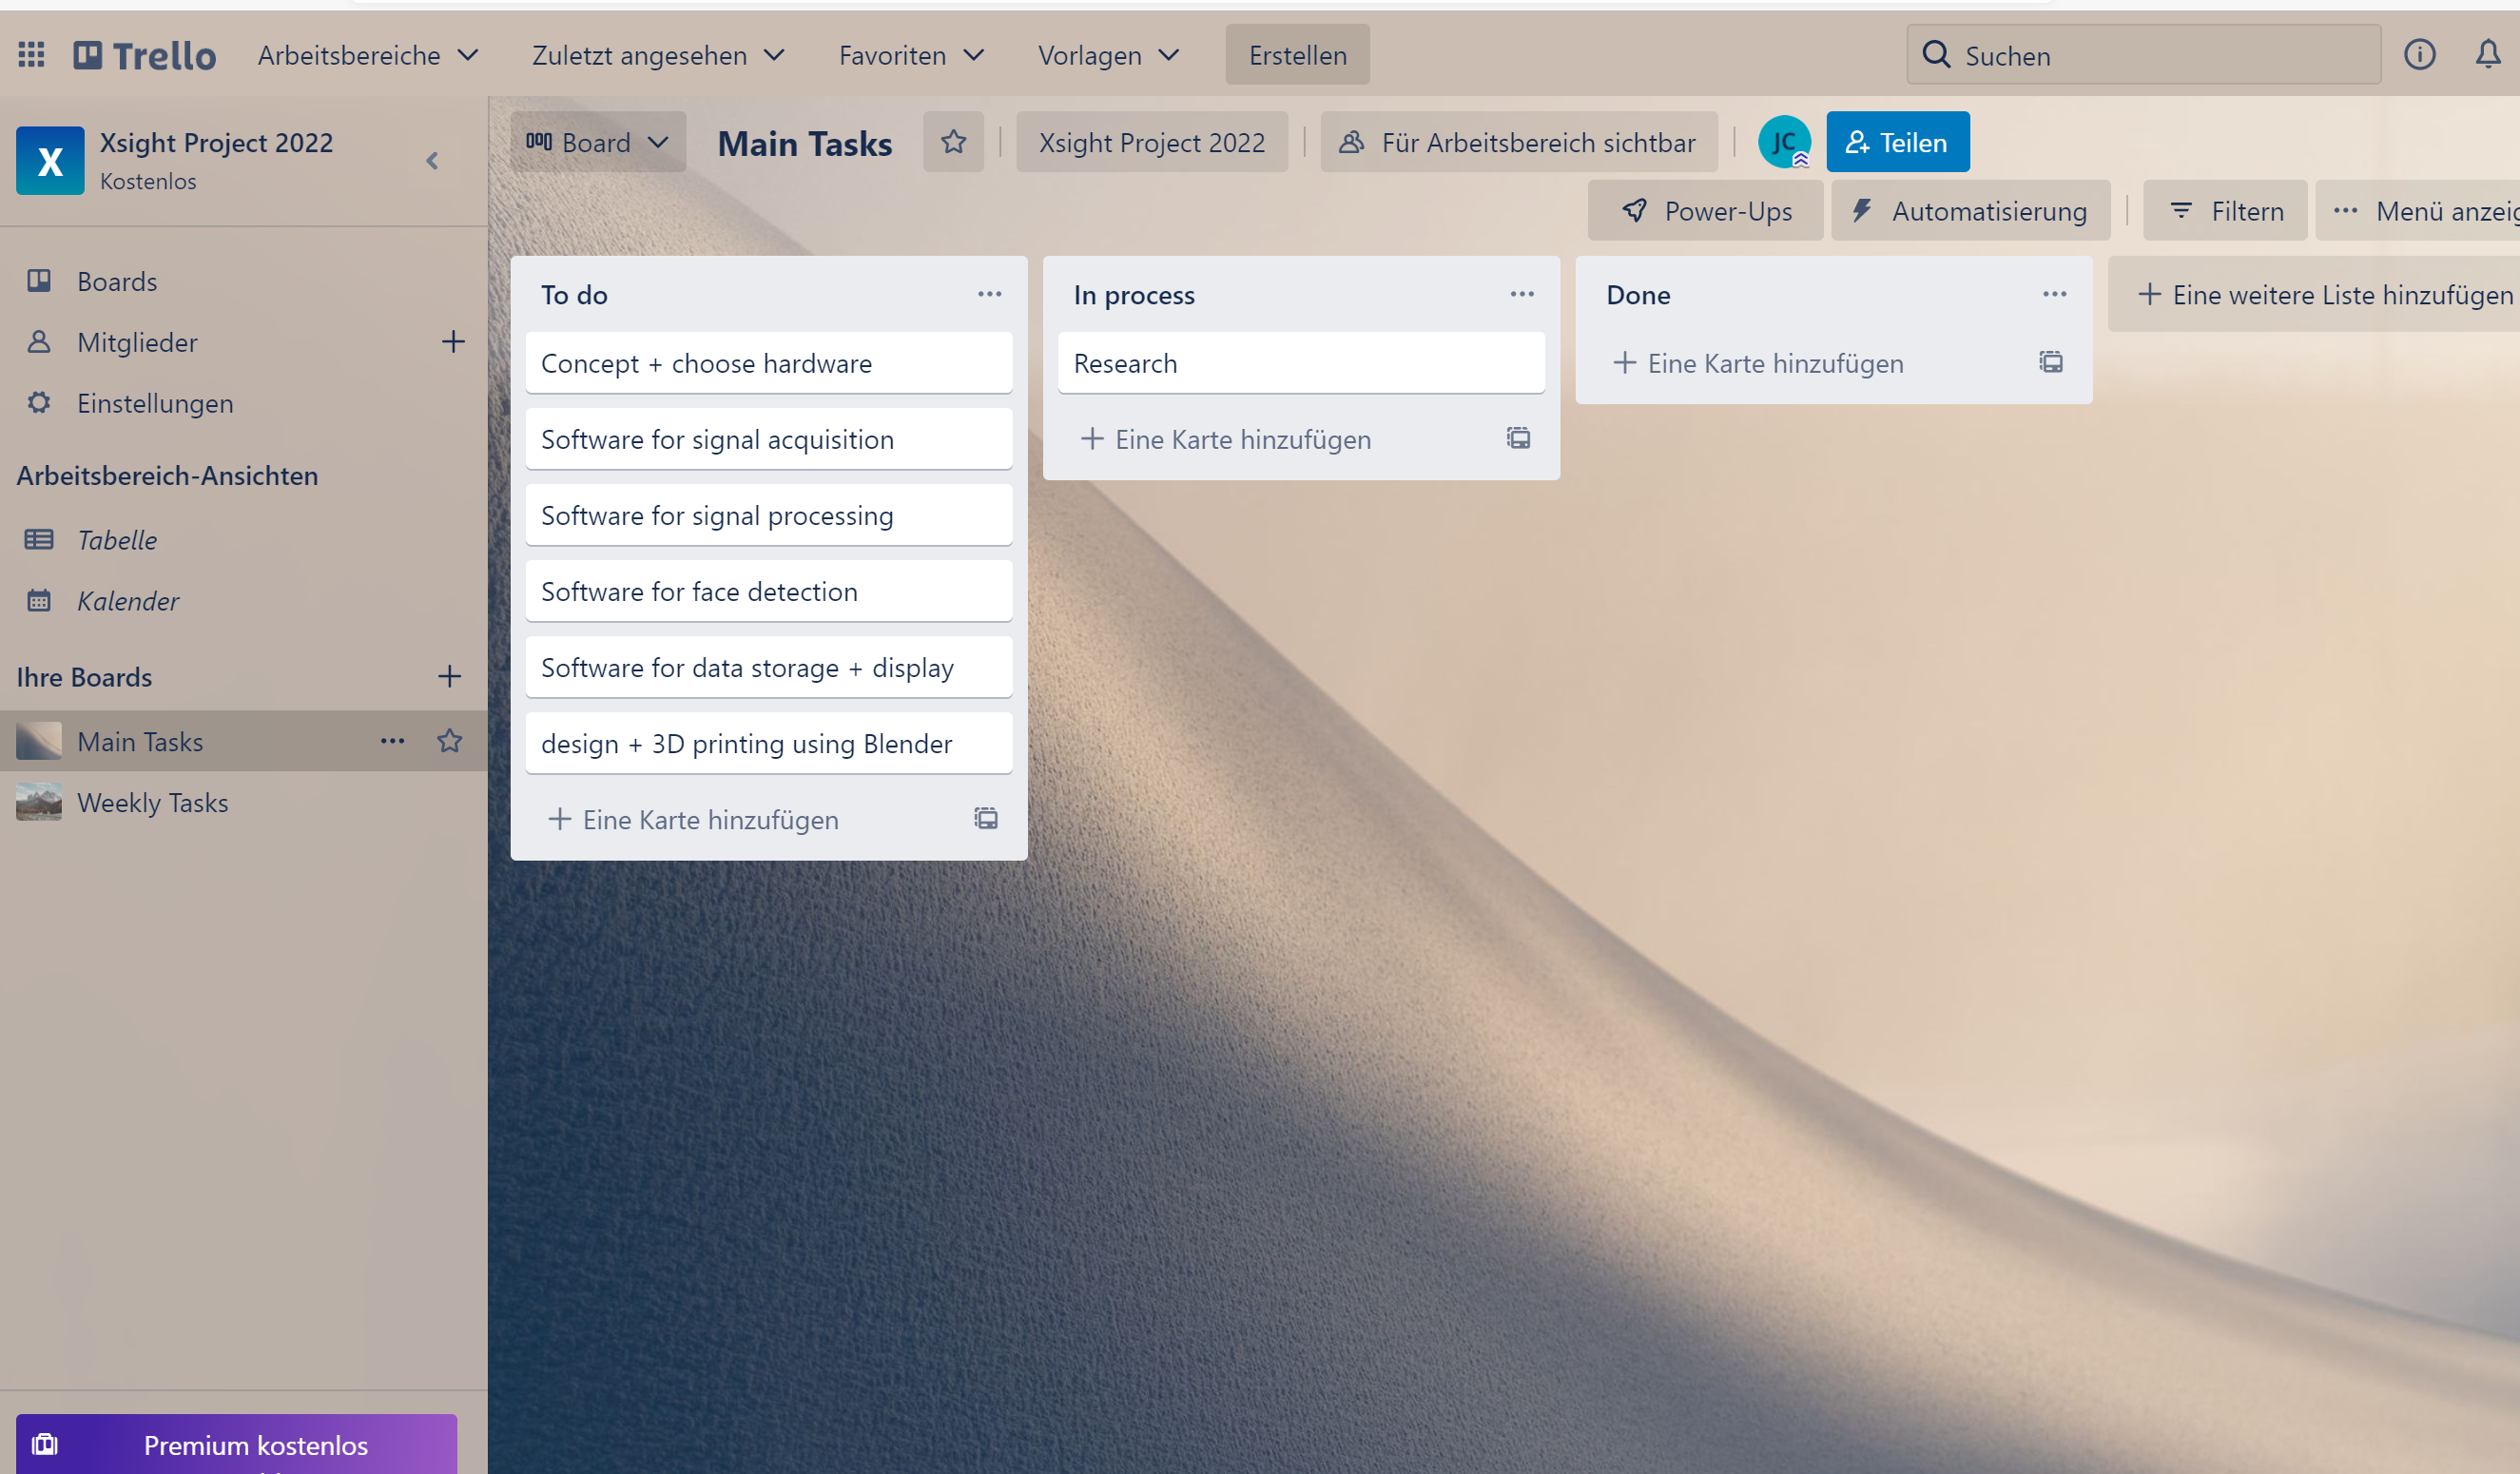 Trello
Arbeitsbereiche
Zuletzt angesehen
Favoriten
Vorlagen
Erstellen
Suchen
X
Xsight Project 2022
Kostenlos
Boards
Mitglieder
Einstellungen
Arbeitsbereich-Ansichten
Tabelle
Kalender
Ihre Boards
Main Tasks
Weekly Tasks
Premium kostenlos
Board
Main Tasks
Xsight Project 2022
Für Arbeitsbereich sichtbar
JC
Teilen
Power-Ups
Automatisierung
Filtern
Menü anzeig
To do
Concept + choose hardware
Software for signal acquisition
Software for signal processing
Software for face detection
Software for data storage + display
design + 3D printing using Blender
+ Eine Karte hinzufügen
In process
Research
+ Eine Karte hinzufügen
Done
+ Eine Karte hinzufügen
+ Eine weitere Liste hinzufügen